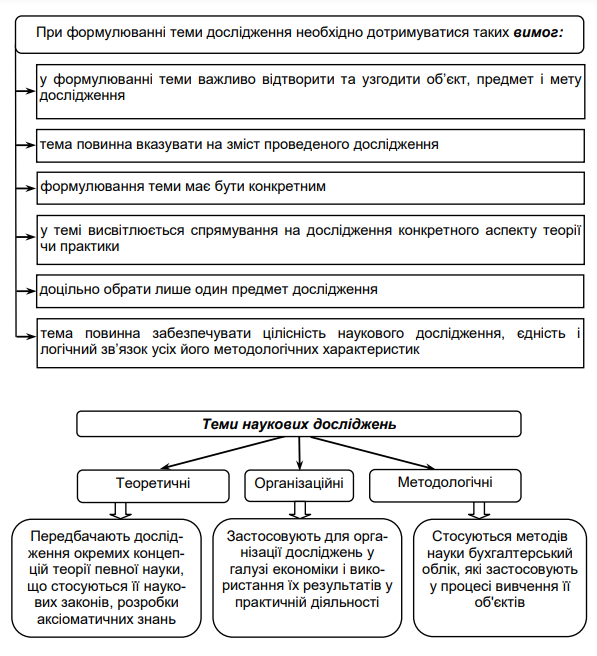 При формулюванні теми дослідження необхідно дотримуватися таких вимог:
у формулюванні теми важливо відтворити та узгодити об’єкт, предмет і мету
дослідження
тема повинна вказувати на зміст проведеного дослідження
формулювання теми має бути конкретним
у темі висвітлюється спрямування на дослідження конкретного аспекту теорії
чи практики
доцільно обрати лише один предмет дослідження
тема повинна забезпечувати цілісність наукового дослідження, єдність і
логічний зв’язок усіх його методологічних характеристик
Теми наукових досліджень
Теоретичні
Організаційні
Методологічні
Передбачають дослід-
ження окремих концеп-
цій теорії певної науки,
що стосуються її науко-
вих законів, розробки
аксіоматичних знань
Застосовують для орга-
нізації досліджень у
галузі економіки і вико-
ристання їх результатів у
практичній діяльності
Стосуються методів
науки бухгалтерський
облік, які застосовують
у процесі вивчення її
об'єктів